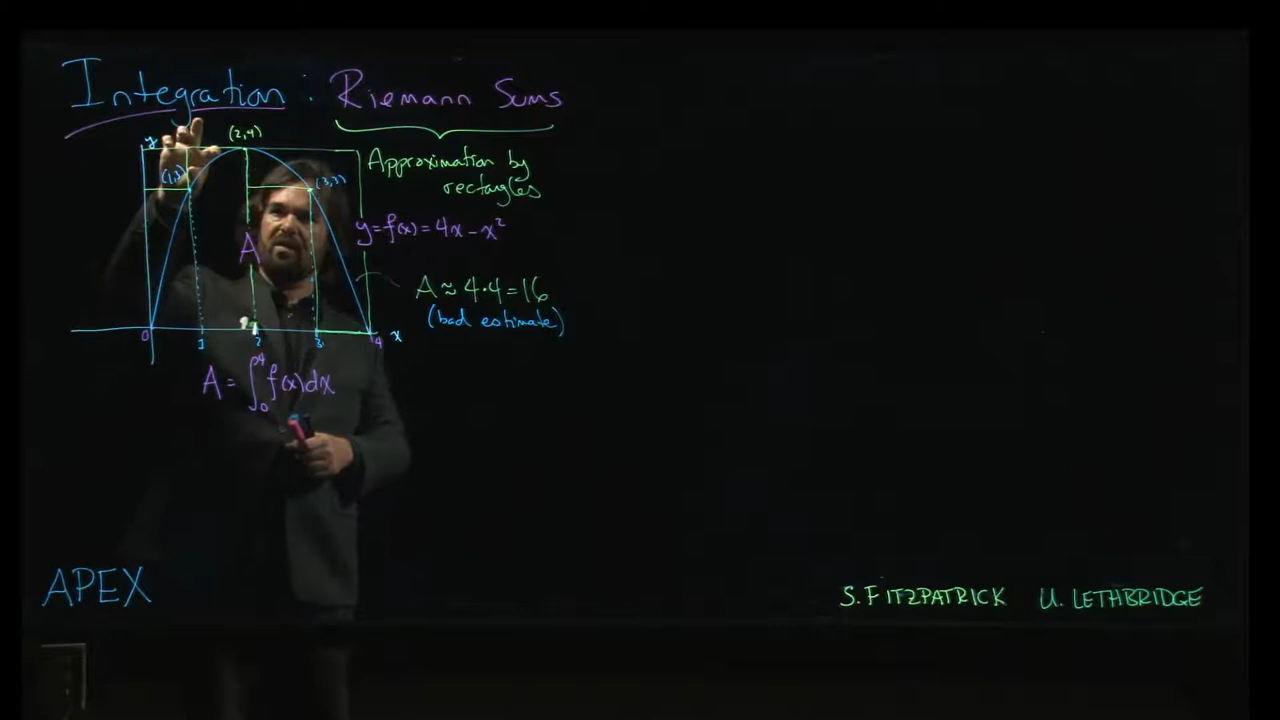 Integration : Riemann Sums
y
(2,4)
Approximation by
rectangles
(1,3)
(3,3)
y=f(x) = 4x - x²
A
A ≈ 4·4 = 16
(bad estimate)
0 1 2 3 4 x
A = ∫₀⁴ f(x)dx
APEX
S. FITZPATRICK U. LETHBRIDGE